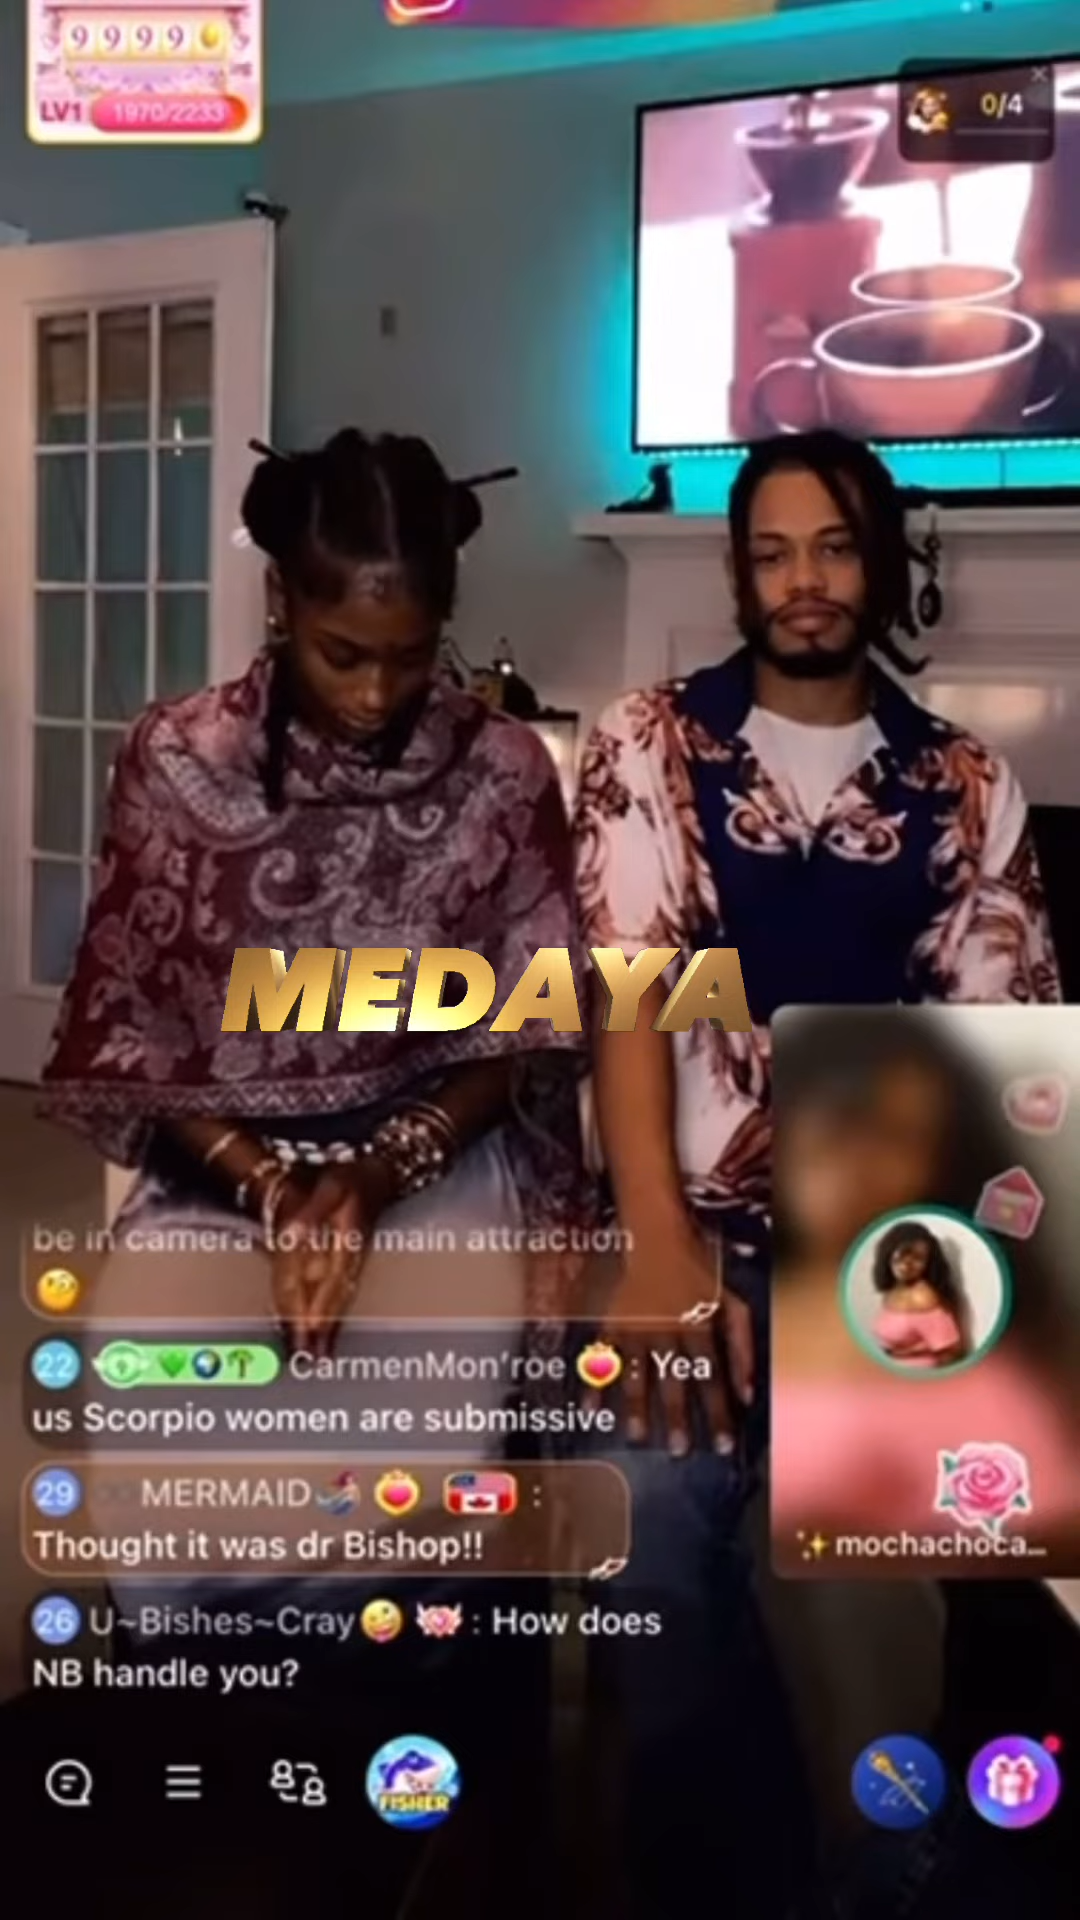 9999
LV1 1970/2233
0/4
MEDAYA
be in camera to the main attraction
22 CarmenMon'roe : Yea
us Scorpio women are submissive
29 MERMAID :
Thought it was dr Bishop!!
mochachoca...
26 U~Bishes~Cray : How does
NB handle you?
FISHER